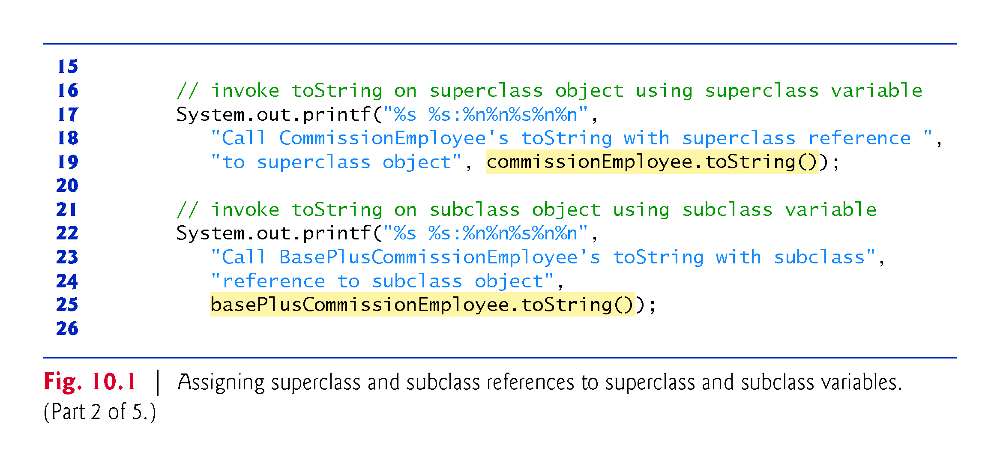 15
16 // invoke toString on superclass object using superclass variable
17 System.out.printf("%s %s:%n%n%s%n%n",
18 "Call CommissionEmployee's toString with superclass reference ",
19 "to superclass object", commissionEmployee.toString());
20
21 // invoke toString on subclass object using subclass variable
22 System.out.printf("%s %s:%n%n%s%n%n",
23 "Call BasePlusCommissionEmployee's toString with subclass",
24 "reference to subclass object",
25 basePlusCommissionEmployee.toString());
26
Fig. 10.1 | Assigning superclass and subclass references to superclass and subclass variables.
(Part 2 of 5.)